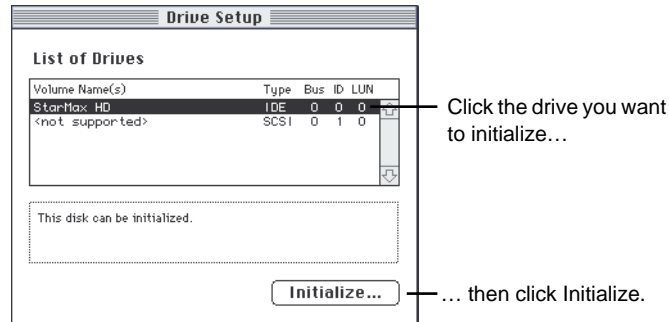 Drive Setup
List of Drives
Volume Name(s) Type Bus ID LUN
StarMax HD IDE 0 0 0
<not supported> SCSI 0 1 0
Click the drive you want
to initialize…
This disk can be initialized.
Initialize...
… then click Initialize.